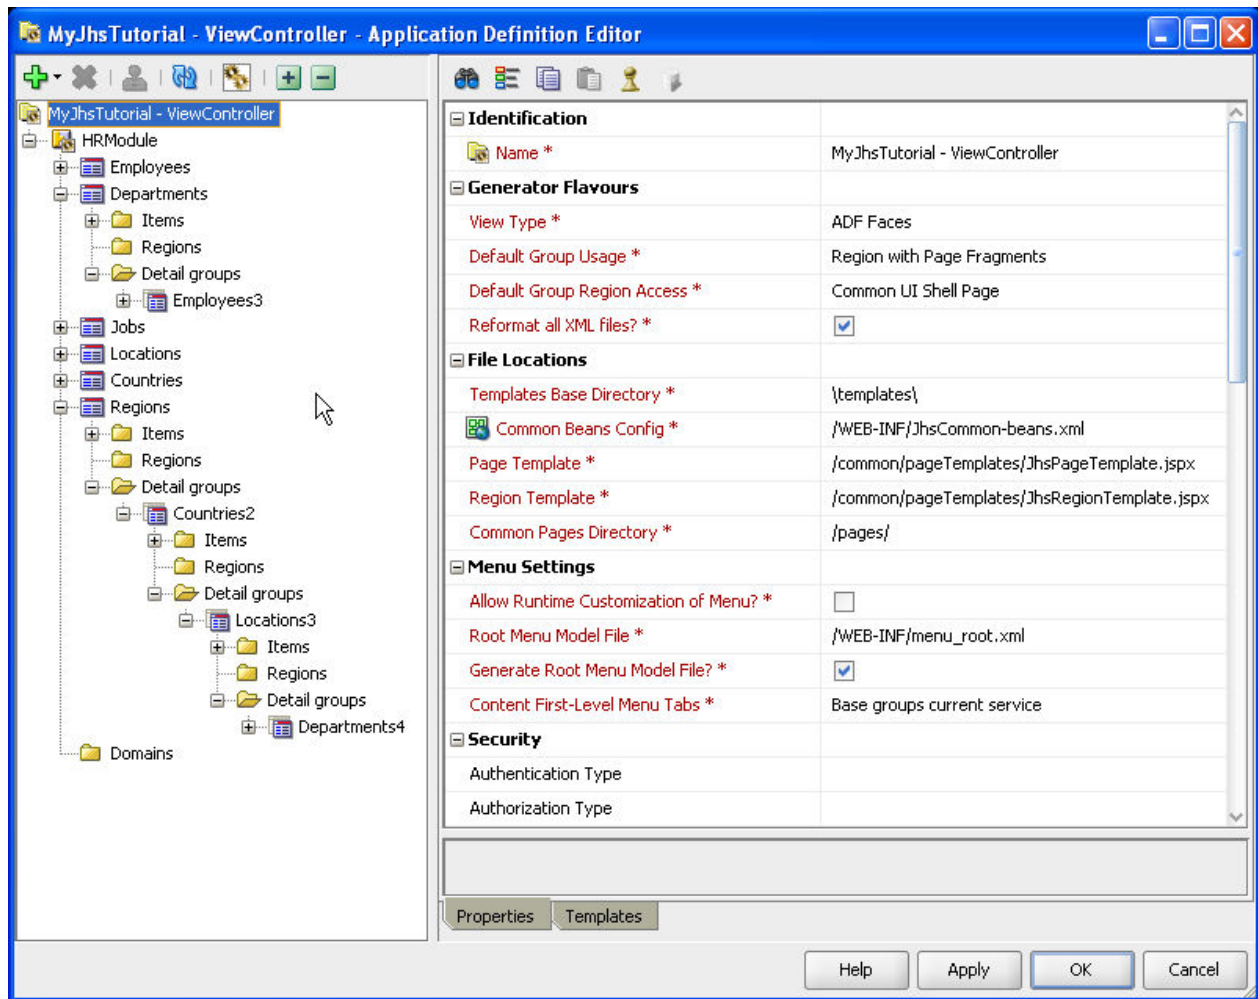 MyJhsTutorial - ViewController - Application Definition Editor
MyJhsTutorial - ViewController
HRModule
Employees
Departments
Items
Regions
Detail groups
Employees3
Jobs
Locations
Countries
Regions
Items
Regions
Detail groups
Countries2
Items
Regions
Detail groups
Locations3
Items
Regions
Detail groups
Departments4
Domains
Identification
Name * MyJhsTutorial - ViewController
Generator Flavours
View Type * ADF Faces
Default Group Usage * Region with Page Fragments
Default Group Region Access * Common UI Shell Page
Reformat all XML files? *
File Locations
Templates Base Directory * \templates\
Common Beans Config * /WEB-INF/JhsCommon-beans.xml
Page Template * /common/pageTemplates/JhsPageTemplate.jspx
Region Template * /common/pageTemplates/JhsRegionTemplate.jspx
Common Pages Directory * /pages/
Menu Settings
Allow Runtime Customization of Menu? *
Root Menu Model File * /WEB-INF/menu_root.xml
Generate Root Menu Model File? *
Content First-Level Menu Tabs * Base groups current service
Security
Authentication Type
Authorization Type
Properties Templates
Help Apply OK Cancel